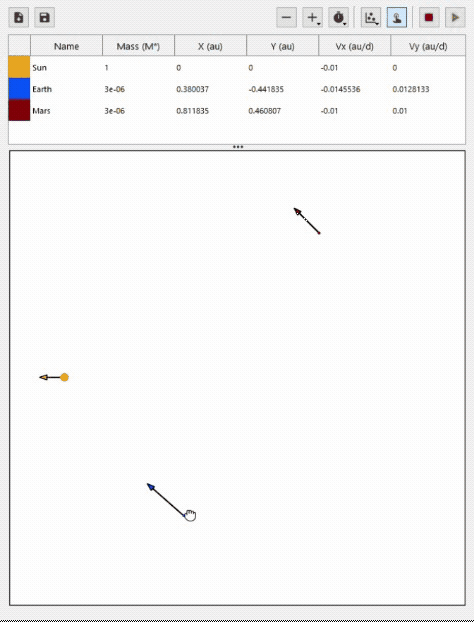 Name Mass (M*) X (au) Y (au) Vx (au/d) Vy (au/d)
Sun 1 0 0 -0.01 0
Earth 3e-06 0.380037 -0.441835 -0.0145536 0.0128133
Mars 3e-06 0.811835 0.460807 -0.01 0.01